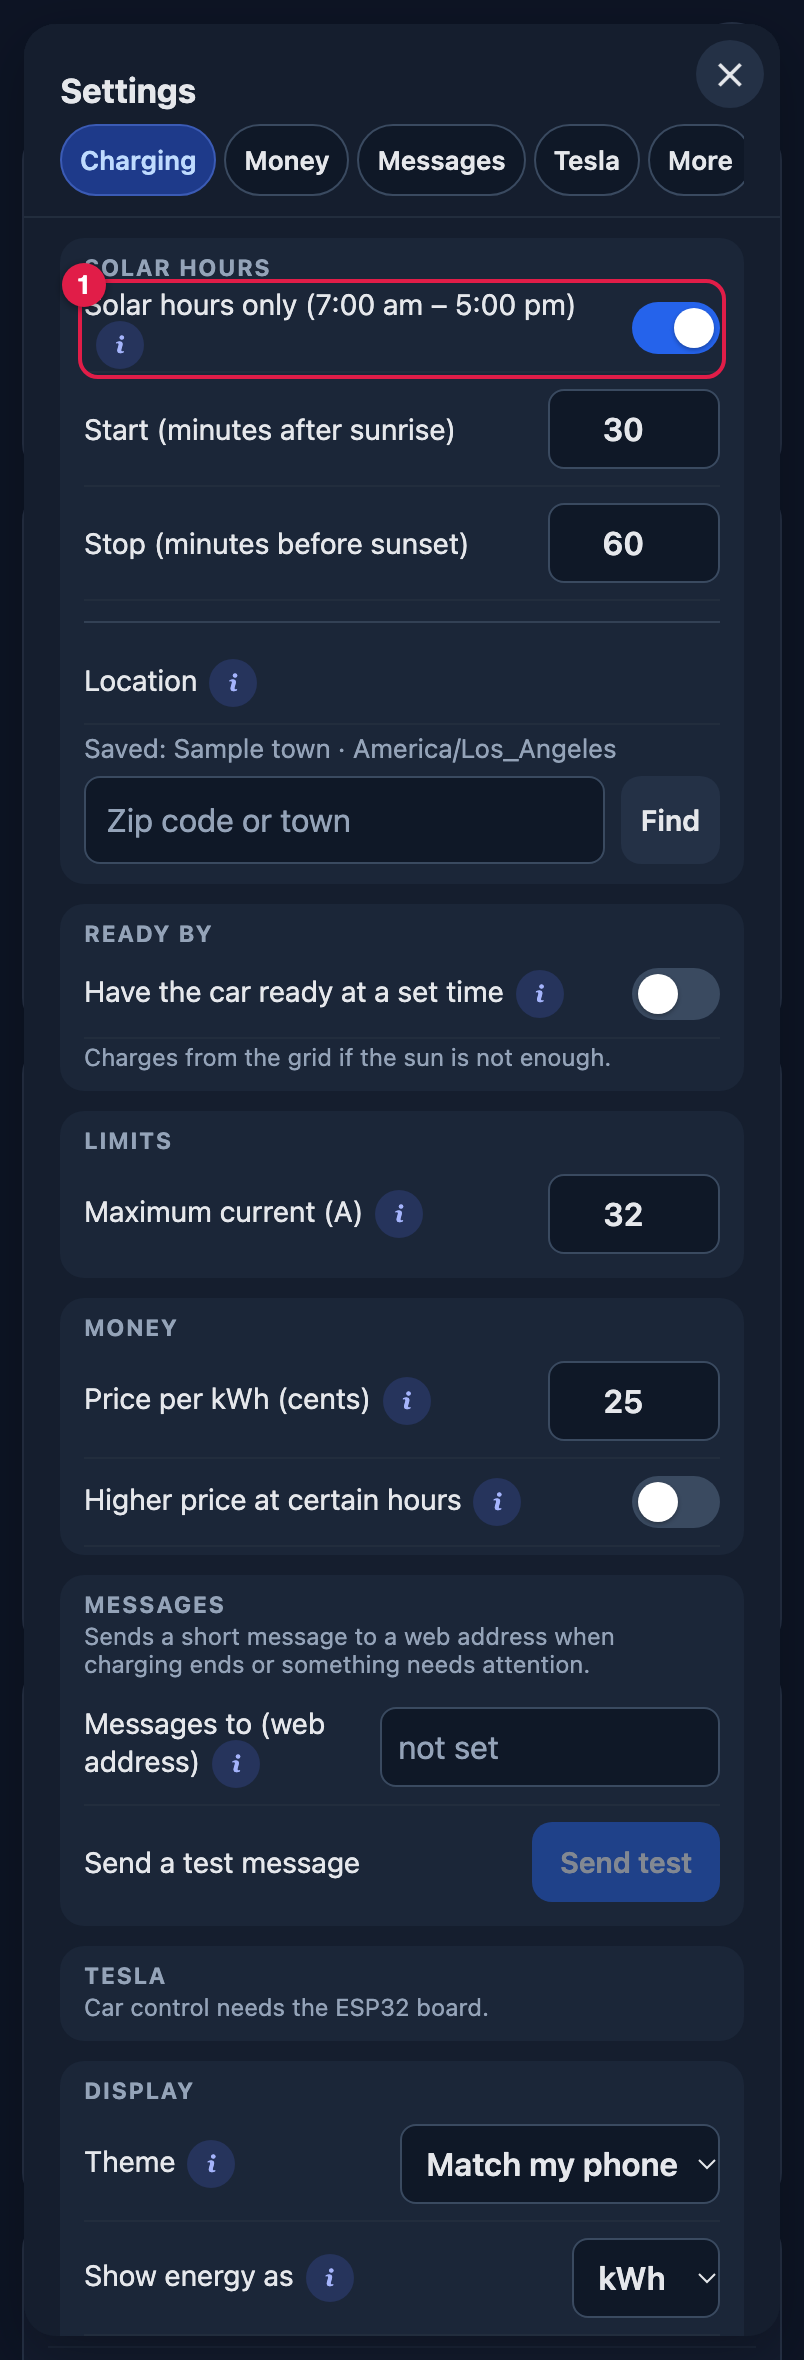 Settings
Charging Money Messages Tesla More
SOLAR HOURS
1
Solar hours only (7:00 am – 5:00 pm)
i
Start (minutes after sunrise) 30
Stop (minutes before sunset) 60
Location i
Saved: Sample town · America/Los_Angeles
Zip code or town Find
READY BY
Have the car ready at a set time i
Charges from the grid if the sun is not enough.
LIMITS
Maximum current (A) i 32
MONEY
Price per kWh (cents) i 25
Higher price at certain hours i
MESSAGES
Sends a short message to a web address when
charging ends or something needs attention.
Messages to (web
address) i not set
Send a test message Send test
TESLA
Car control needs the ESP32 board.
DISPLAY
Theme i Match my phone
Show energy as i kWh